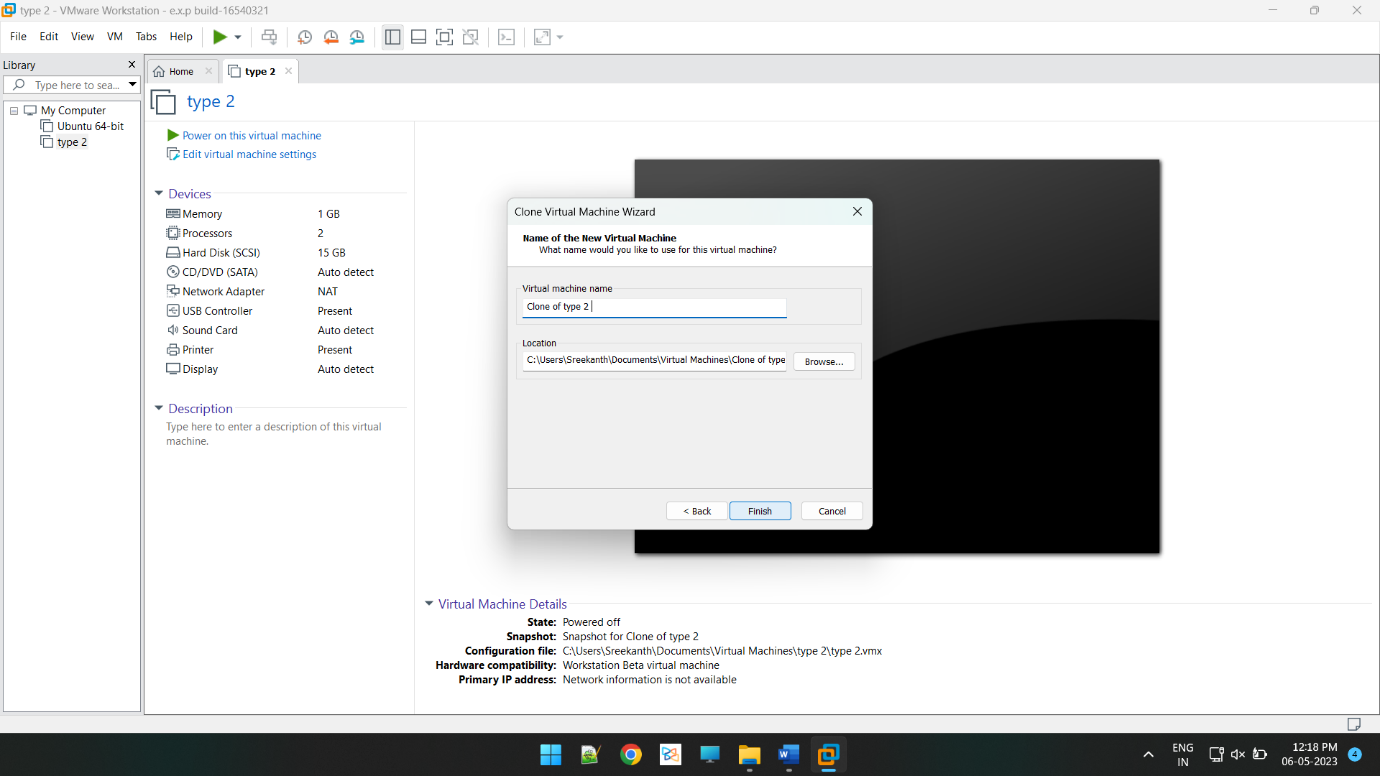 type 2 - VMware Workstation - e.x.p build-16540321
File Edit View VM Tabs Help
Library
Home type 2
Type here to sea...
type 2
My Computer
Ubuntu 64-bit
type 2
Power on this virtual machine
Edit virtual machine settings
Devices
Memory 1 GB
Processors 2
Hard Disk (SCSI) 15 GB
CD/DVD (SATA) Auto detect
Network Adapter NAT
USB Controller Present
Sound Card Auto detect
Printer Present
Display Auto detect
Description
Type here to enter a description of this virtual
machine.
Clone Virtual Machine Wizard
Name of the New Virtual Machine
What name would you like to use for this virtual machine?
Virtual machine name
Clone of type 2
Location
C:\Users\Sreekanth\Documents\Virtual Machines\Clone of type
Browse...
< Back Finish Cancel
Virtual Machine Details
State: Powered off
Snapshot: Snapshot for Clone of type 2
Configuration file: C:\Users\Sreekanth\Documents\Virtual Machines\type 2\type 2.vmx
Hardware compatibility: Workstation Beta virtual machine
Primary IP address: Network information is not available
W
ENG
IN
12:18 PM
06-05-2023
4